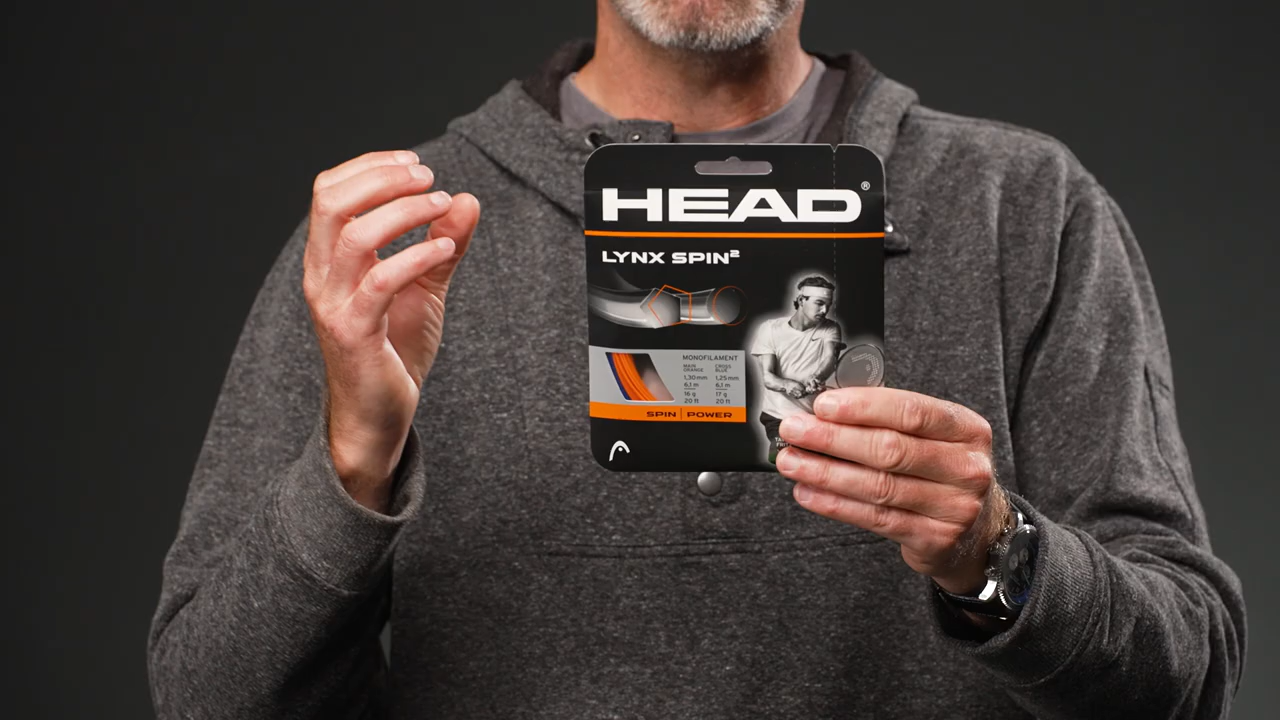 HEAD®
LYNX SPIN²
MONOFILAMENT
MAIN CROSS
ORANGE BLUE
1,30 mm 1,25 mm
6,1 m 6,1 m
16 g 17 g
20 ft 20 ft
SPIN | POWER